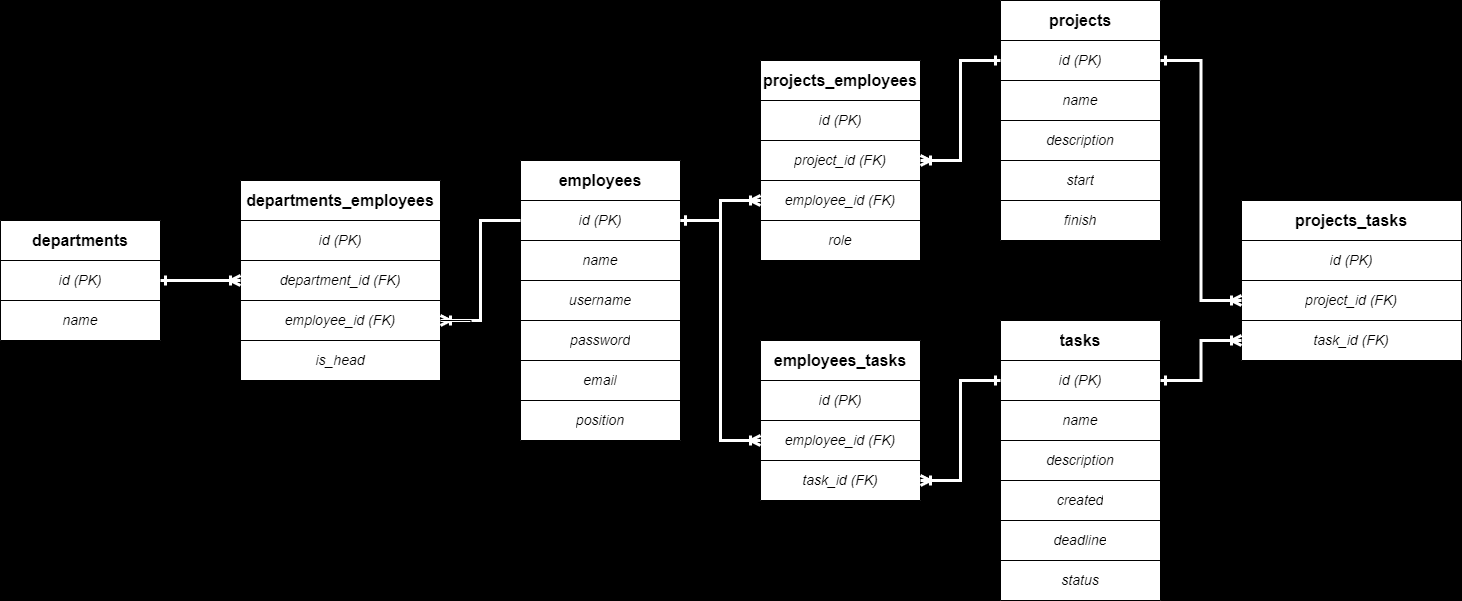 departments
id (PK)
name
departments_employees
id (PK)
department_id (FK)
employee_id (FK)
is_head
employees
id (PK)
name
username
password
email
position
projects_employees
id (PK)
project_id (FK)
employee_id (FK)
role
employees_tasks
id (PK)
employee_id (FK)
task_id (FK)
projects
id (PK)
name
description
start
finish
tasks
id (PK)
name
description
created
deadline
status
projects_tasks
id (PK)
project_id (FK)
task_id (FK)